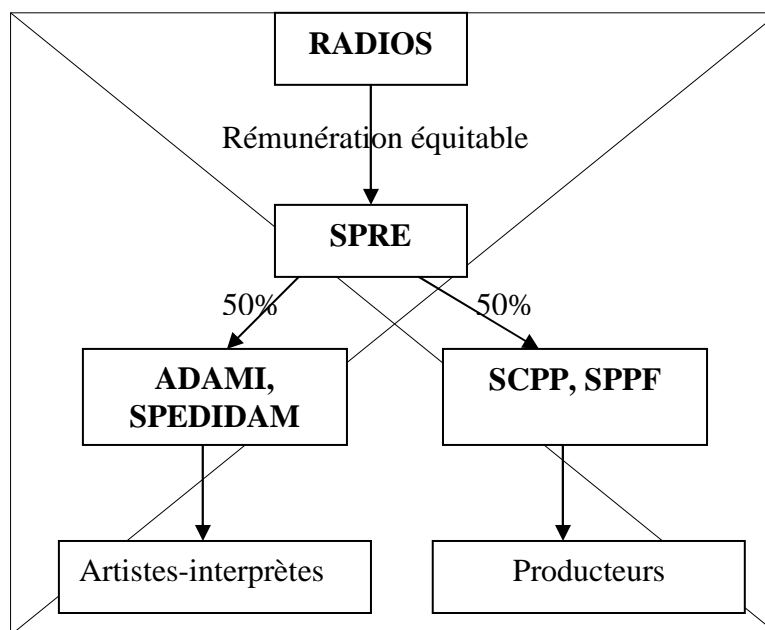 RADIOS
Rémunération équitable
SPRE
50%
50%
ADAMI,
SPEDIDAM
SCPP, SPPF
Artistes-interprètes
Producteurs